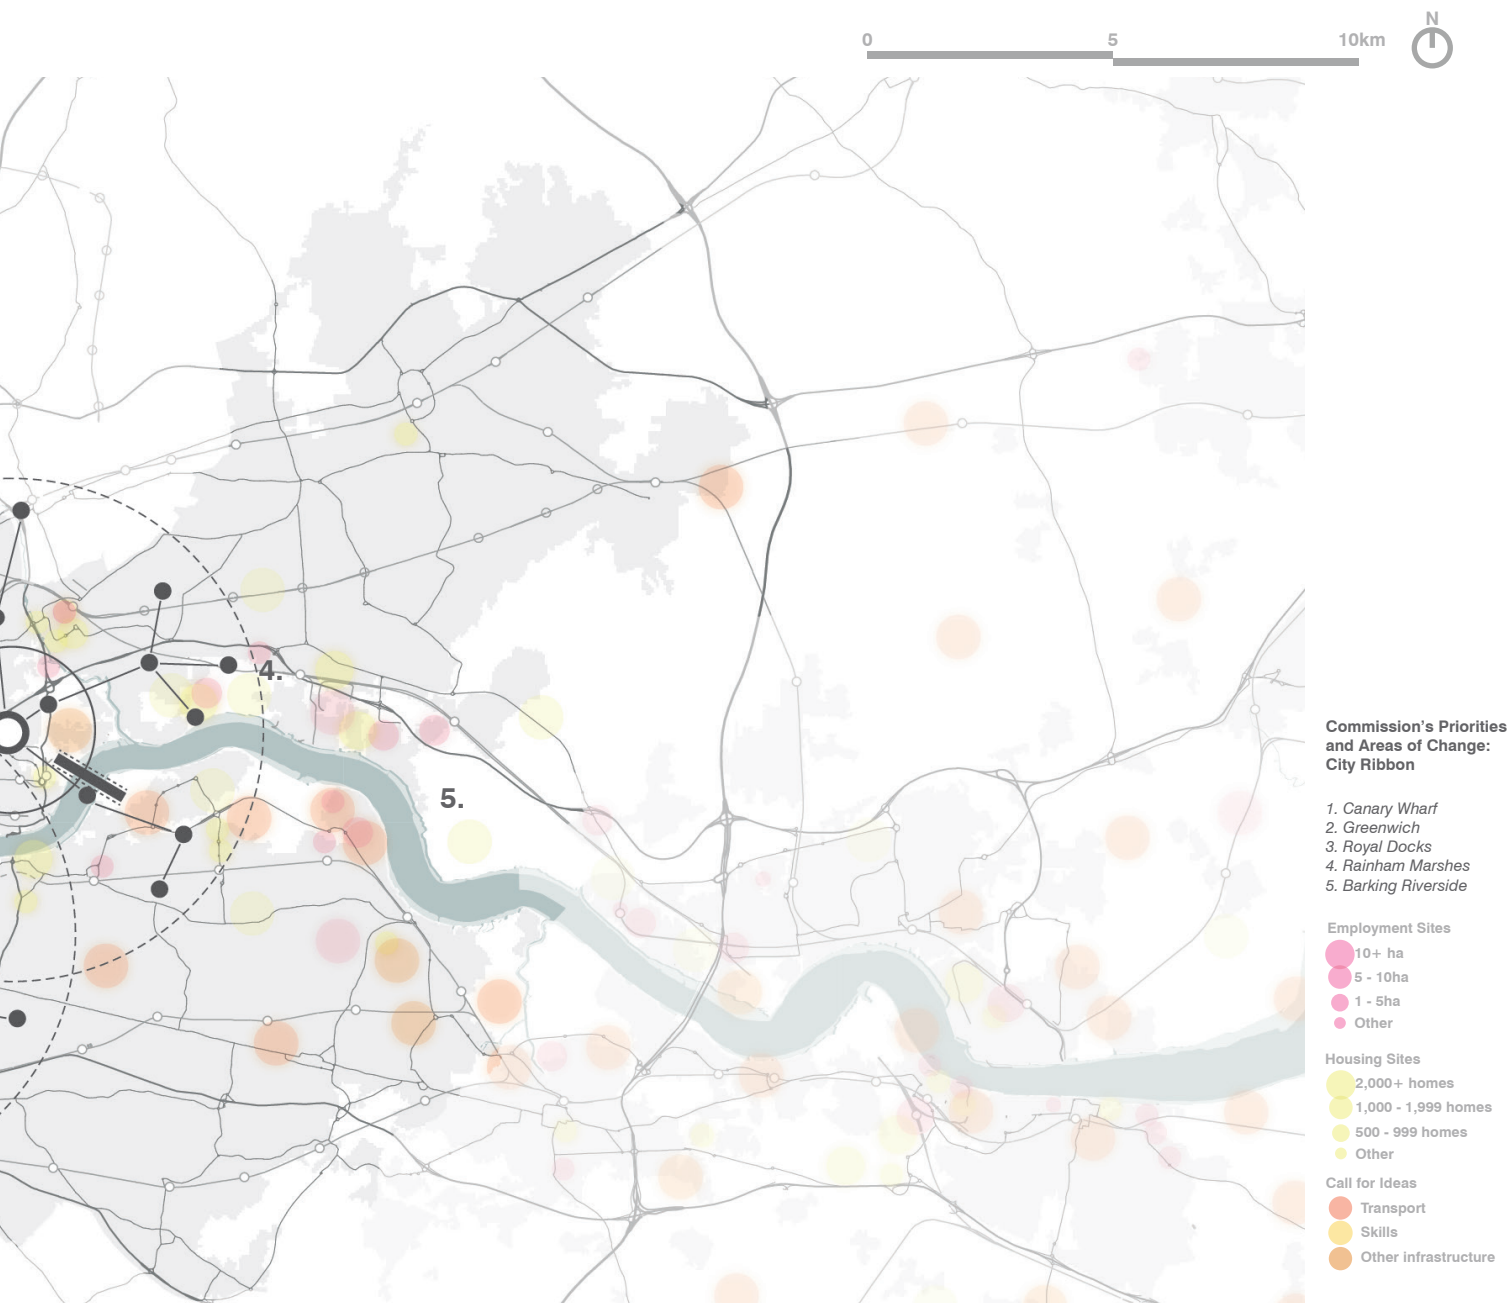 N
0 5 10km
4.
5.
Commission's Priorities
and Areas of Change:
City Ribbon
1. Canary Wharf
2. Greenwich
3. Royal Docks
4. Rainham Marshes
5. Barking Riverside
Employment Sites
10+ ha
5 - 10ha
1 - 5ha
Other
Housing Sites
2,000+ homes
1,000 - 1,999 homes
500 - 999 homes
Other
Call for Ideas
Transport
Skills
Other infrastructure